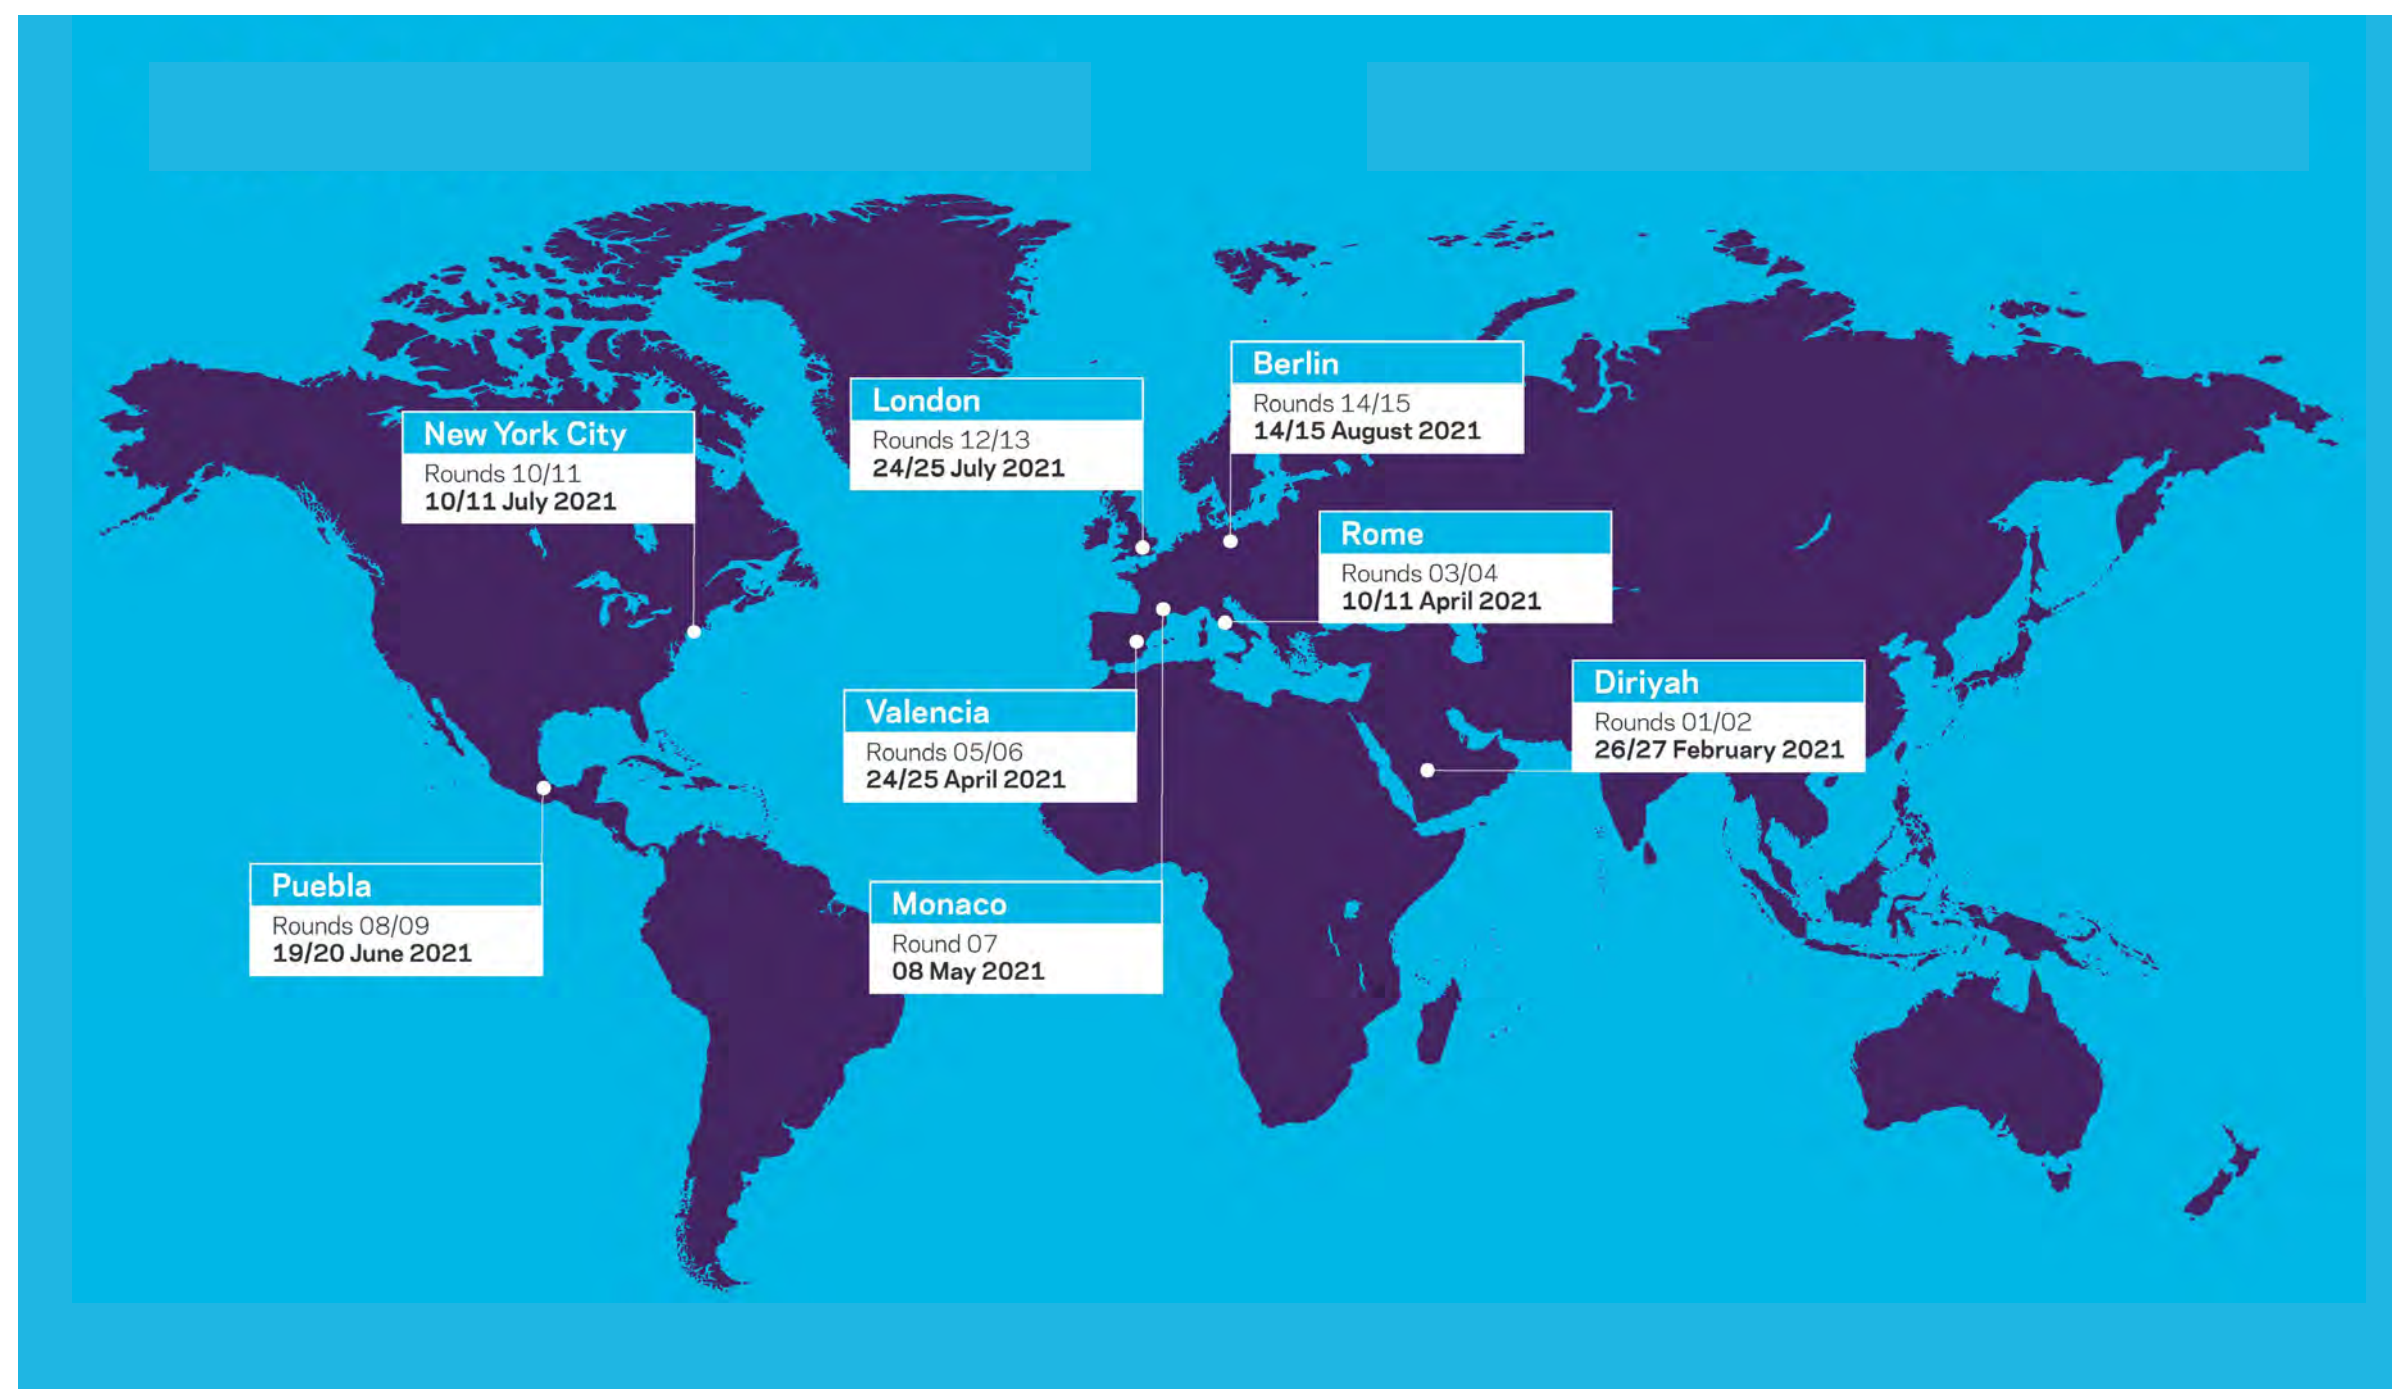 Berlin
Rounds 14/15
14/15 August 2021
London
Rounds 12/13
24/25 July 2021
New York City
Rounds 10/11
10/11 July 2021
Rome
Rounds 03/04
10/11 April 2021
Diriyah
Rounds 01/02
26/27 February 2021
Valencia
Rounds 05/06
24/25 April 2021
Puebla
Rounds 08/09
19/20 June 2021
Monaco
Round 07
08 May 2021